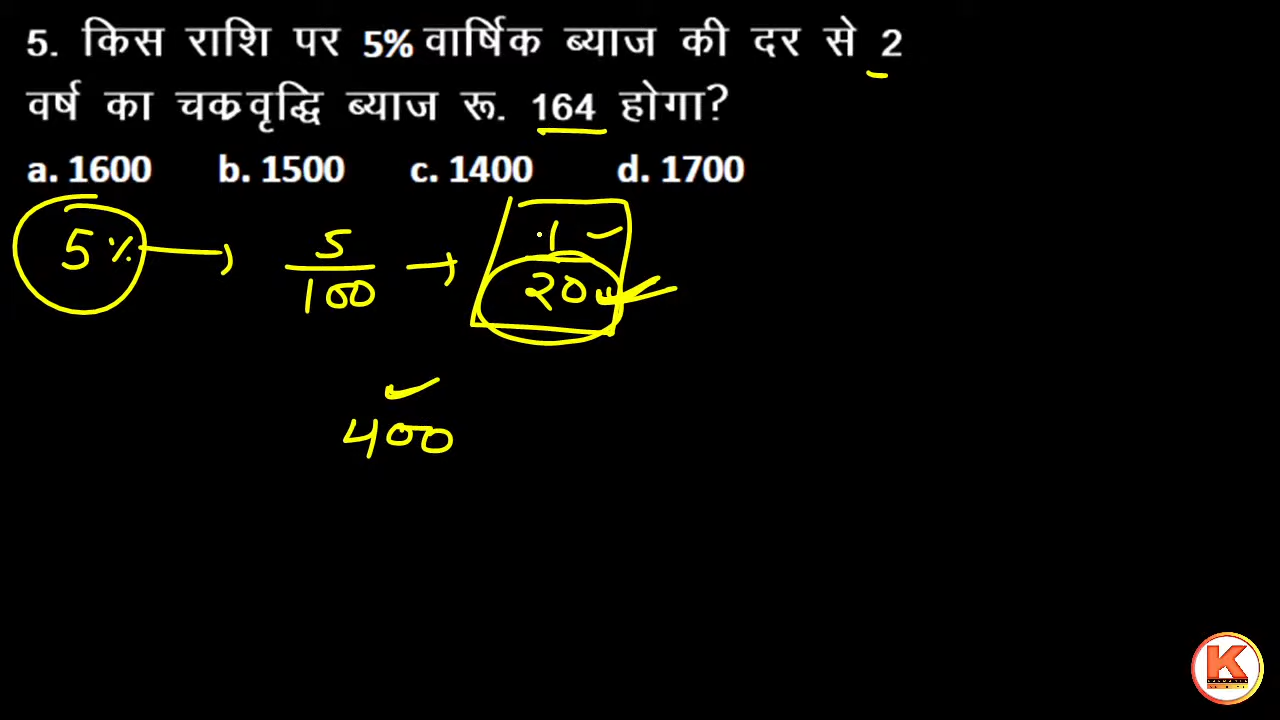 5. किस राशि पर 5% वार्षिक ब्याज की दर से 2
वर्ष का चक्रवृद्धि ब्याज रू. 164 होगा?
a. 1600 b. 1500 c. 1400 d. 1700
5% → 5/100 → 1/20
400
K